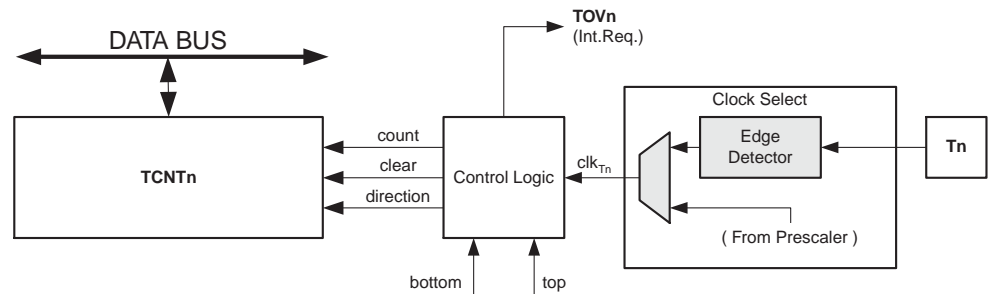 TOVn
(Int.Req.)
DATA BUS
Clock Select
count
Edge
Detector
Tn
TCNTn
clear
Control Logic
clkTn
direction
( From Prescaler )
bottom
top